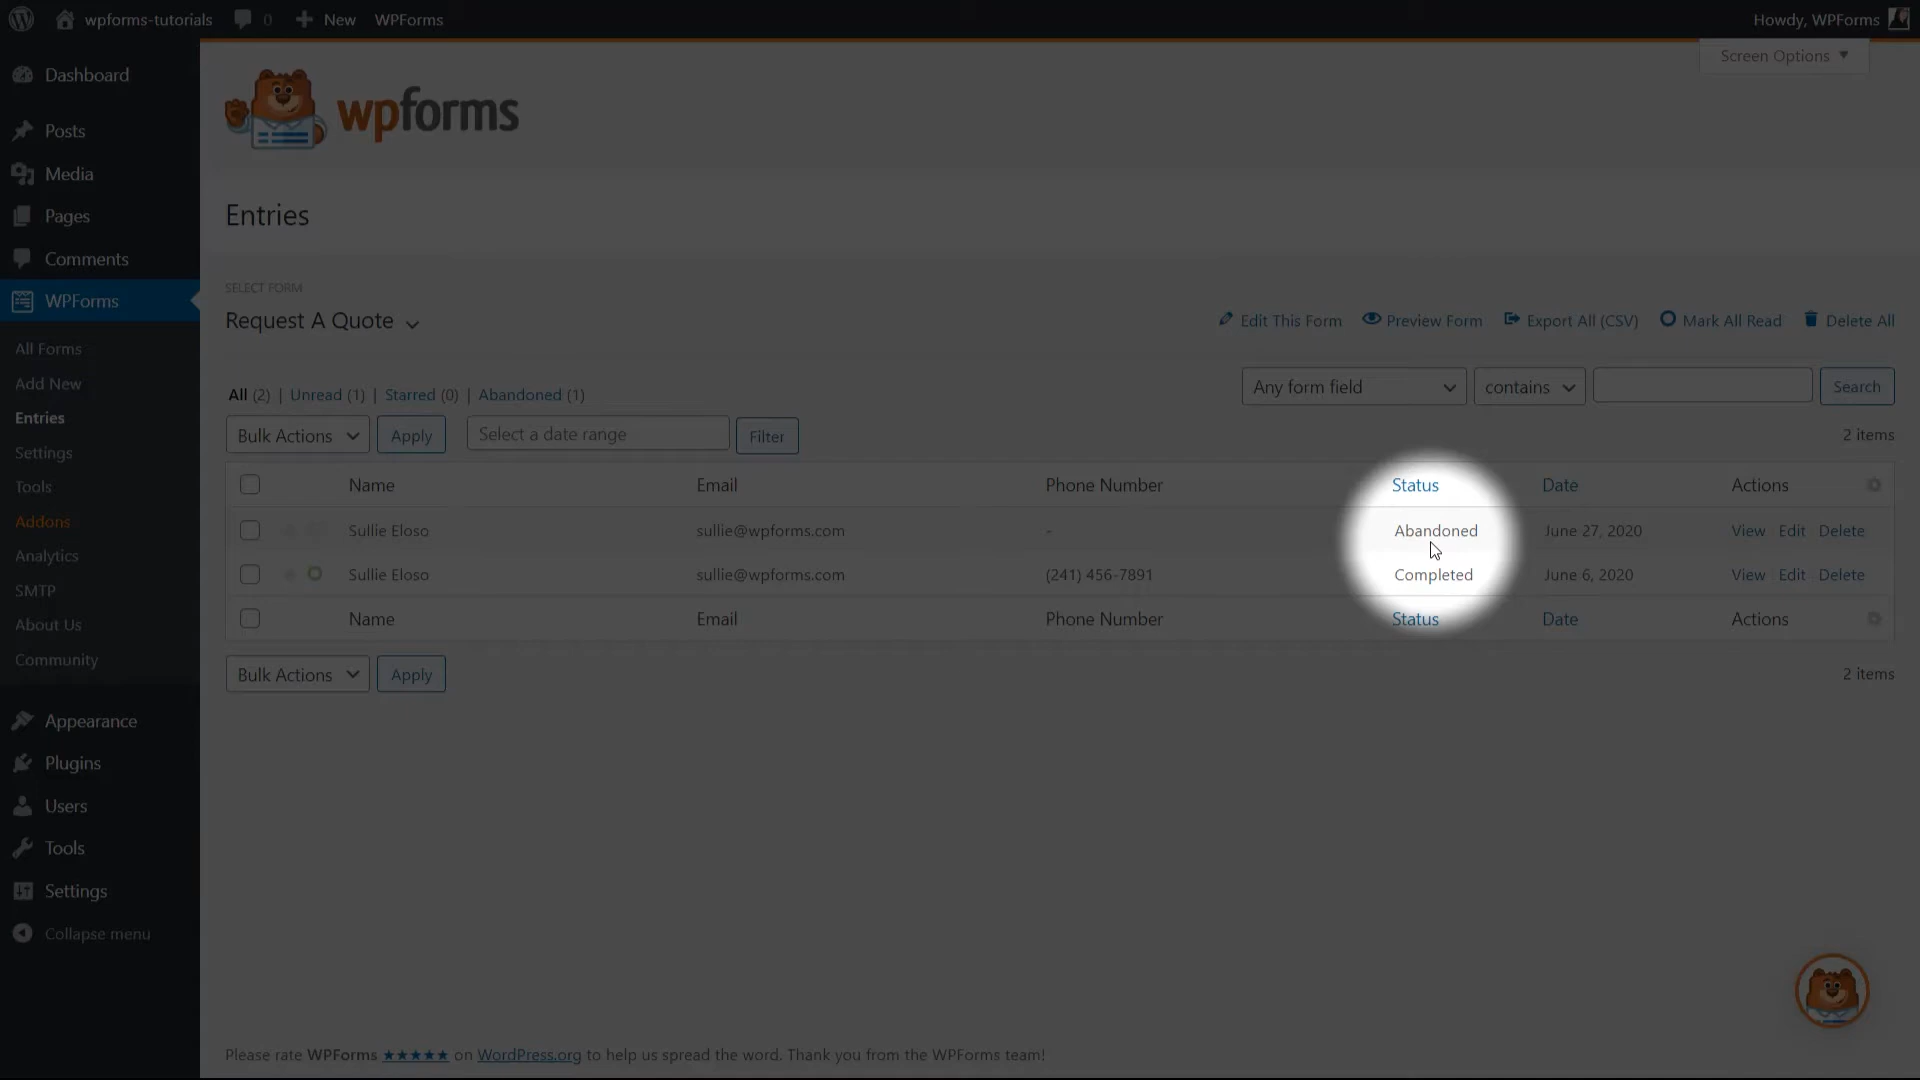 wpforms-tutorials 0 New WPForms Howdy, WPForms
Screen Options
Dashboard
Posts
Media
Pages
Comments
WPForms
All Forms
Add New
Entries
Settings
Tools
Addons
Analytics
SMTP
About Us
Community
Appearance
Plugins
Users
Tools
Settings
Collapse menu
wpforms
Entries
SELECT FORM
Request A Quote
Edit This Form Preview Form Export All (CSV) Mark All Read Delete All
All (2) | Unread (1) | Starred (0) | Abandoned (1)
Any form field contains Search
Bulk Actions Apply Select a date range Filter 2 items
Name Email Phone Number Status Date Actions
Sullie Eloso sullie@wpforms.com - Abandoned June 27, 2020 View Edit Delete
Sullie Eloso sullie@wpforms.com (241) 456-7891 Completed June 6, 2020 View Edit Delete
Name Email Phone Number Status Date Actions
Bulk Actions Apply 2 items
Please rate WPForms ★★★★★ on WordPress.org to help us spread the word. Thank you from the WPForms team!